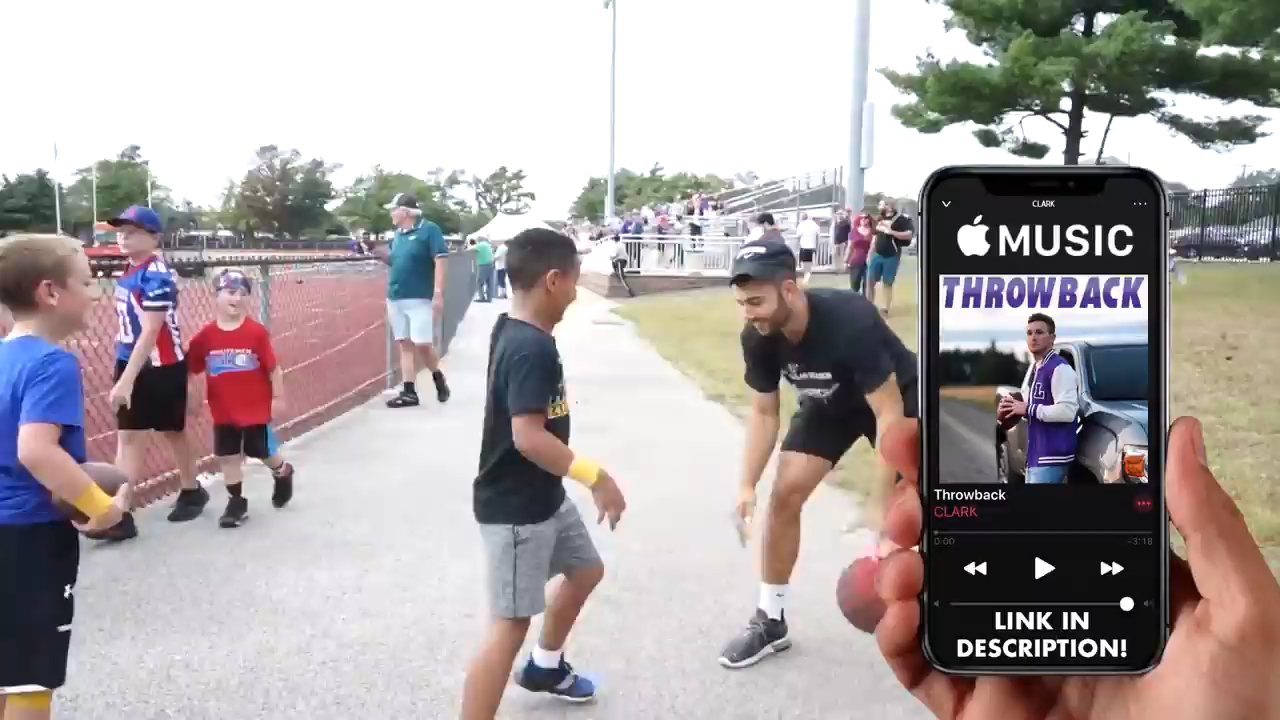 CLARK
MUSIC
THROWBACK
L
Throwback
CLARK
0:00
-3:18
LINK IN
DESCRIPTION!